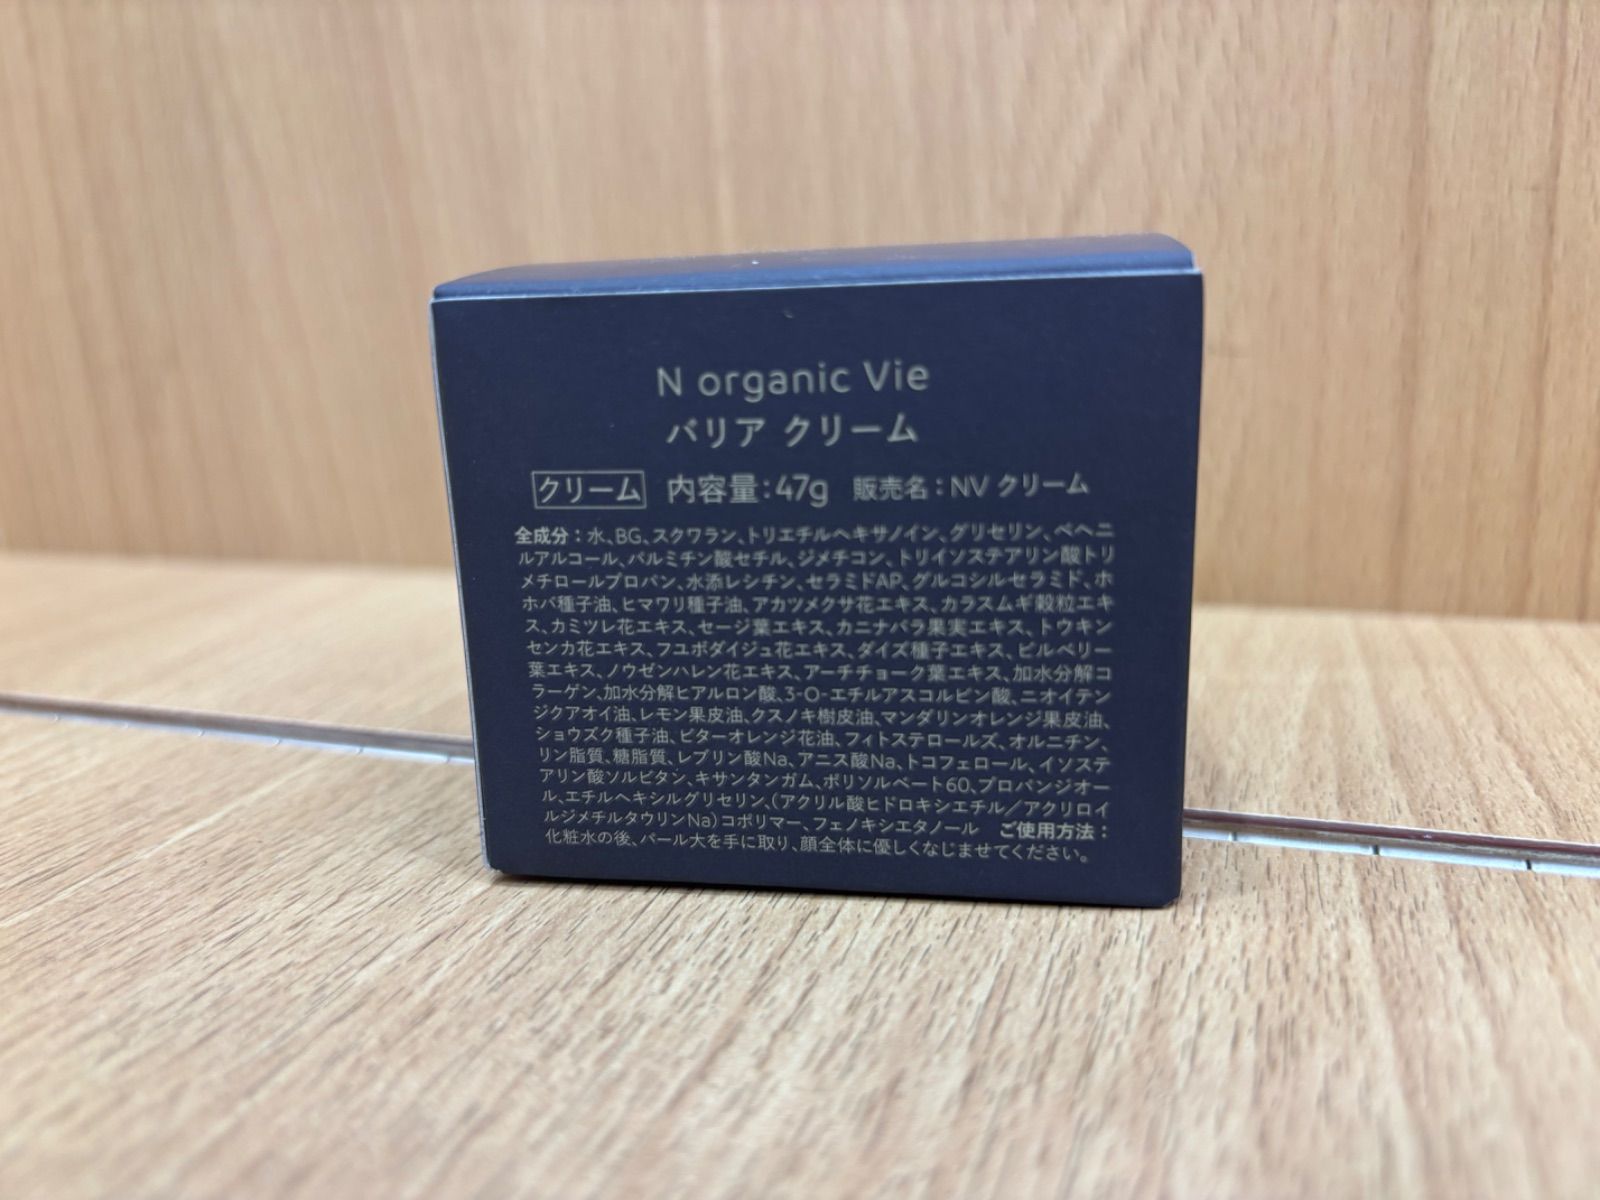 N organic Vie
バリア クリーム
クリーム 内容量：47g 販売名：NV クリーム
全成分：水、BG、スクワラン、トリエチルヘキサノイン、グリセリン、ベヘニ
ルアルコール、パルミチン酸セチル、ジメチコン、トリイソステアリン酸トリ
メチロールプロパン、水添レシチン、セラミドAP、グルコシルセラミド、ホ
ホバ種子油、ヒマワリ種子油、アカツメクサ花エキス、カラスムギ穀粒エキ
ス、カミツレ花エキス、セージ葉エキス、カニナバラ果実エキス、トウキン
センカ花エキス、フユボダイジュ花エキス、ダイズ種子エキス、ビルベリー
葉エキス、ノウゼンハレン花エキス、アーチチョーク葉エキス、加水分解コ
ラーゲン、加水分解ヒアルロン酸、3-O-エチルアスコルビン酸、ニオイテン
ジクアオイ油、レモン果皮油、クスノキ樹皮油、マンダリンオレンジ果皮油、
ショウズク種子油、ビターオレンジ花油、フィトステロールズ、オルニチン、
リン脂質、糖脂質、レブリン酸Na、アニス酸Na、トコフェロール、イソステ
アリン酸ソルビタン、キサンタンガム、ポリソルベート60、プロパンジオー
ル、エチルヘキシルグリセリン、（アクリル酸ヒドロキシエチル／アクリロイ
ルジメチルタウリンNa）コポリマー、フェノキシエタノール ご使用方法：
化粧水の後、パール大を手に取り、顔全体に優しくなじませてください。